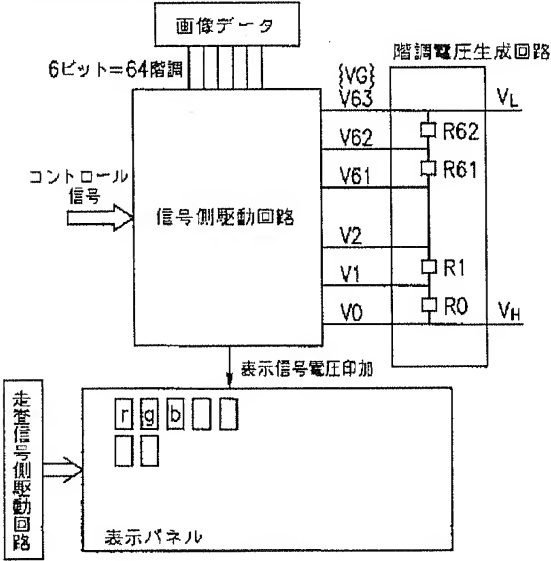 画像データ
6ビット=64階調
階調電圧生成回路
{VG}
V63
VL
V62
R62
V61
R61
コントロール
信号
信号側駆動回路
V2
V1
R1
V0
R0
VH
表示信号電圧印加
走査信号側駆動回路
r g b
表示パネル